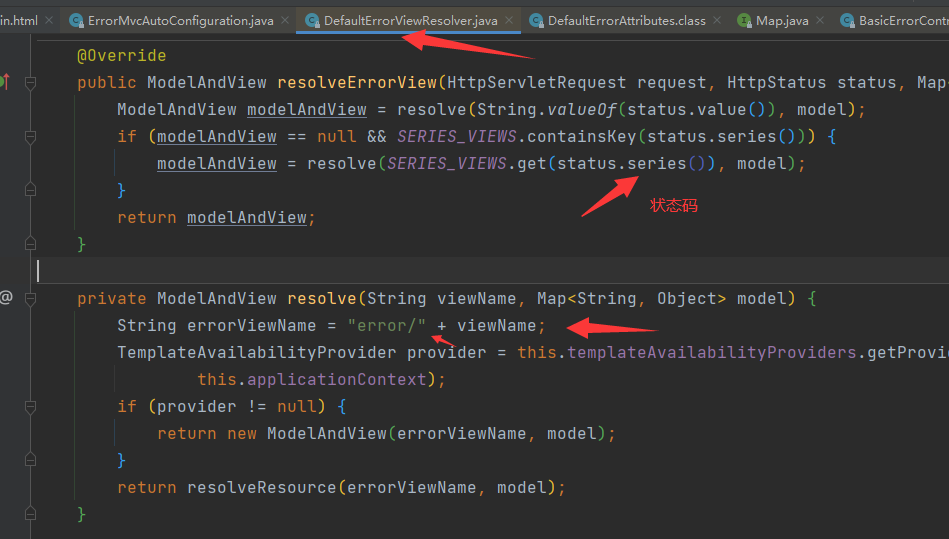 in.html ErrorMvcAutoConfiguration.java DefaultErrorViewResolver.java DefaultErrorAttributes.class Map.java BasicErrorContr
@Override
public ModelAndView resolveErrorView(HttpServletRequest request, HttpStatus status, Map
ModelAndView modelAndView = resolve(String.valueOf(status.value()), model);
if (modelAndView == null && SERIES_VIEWS.containsKey(status.series())) {
modelAndView = resolve(SERIES_VIEWS.get(status.series()), model);
}
状态码
return modelAndView;
}
@
private ModelAndView resolve(String viewName, Map<String, Object> model) {
String errorViewName = "error/" + viewName;
TemplateAvailabilityProvider provider = this.templateAvailabilityProviders.getProvi
this.applicationContext);
if (provider != null) {
return new ModelAndView(errorViewName, model);
}
return resolveResource(errorViewName, model);
}